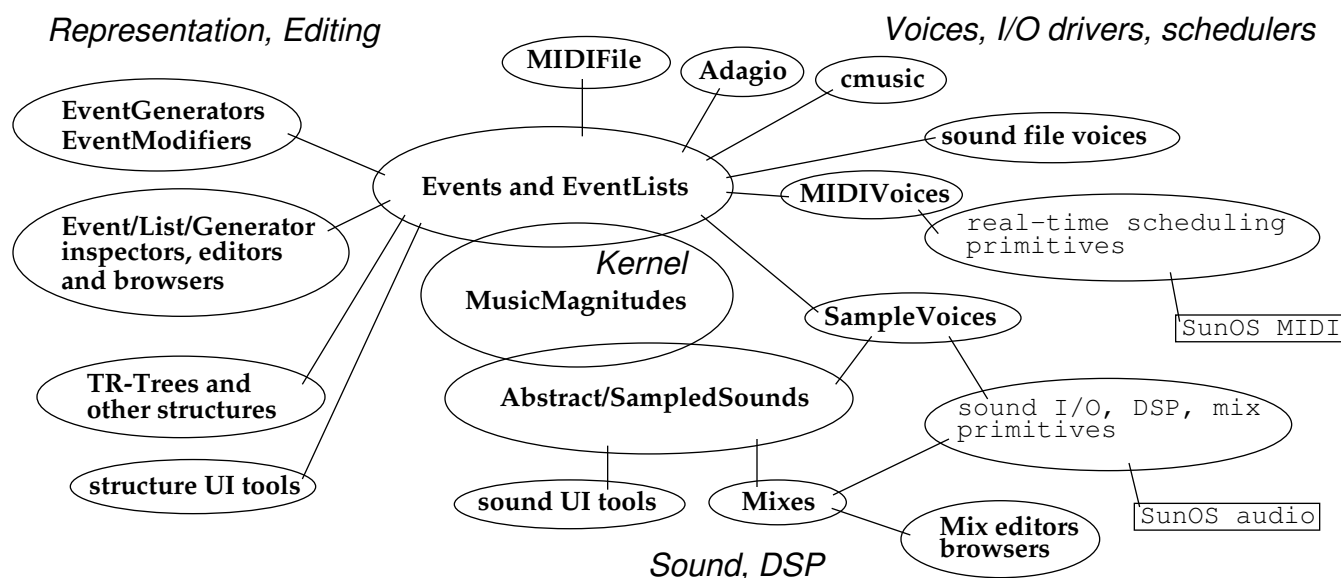 Representation, Editing
Voices, I/O drivers, schedulers
MIDIFile
Adagio
cmusic
EventGenerators
EventModifiers
sound file voices
Events and EventLists
MIDIVoices
Event/List/Generator
inspectors, editors
and browsers
real-time scheduling
primitives
Kernel
MusicMagnitudes
SampleVoices
SunOS MIDI
TR-Trees and
other structures
Abstract/SampledSounds
sound I/O, DSP, mix
primitives
structure UI tools
sound UI tools
Mixes
SunOS audio
Mix editors
browsers
Sound, DSP